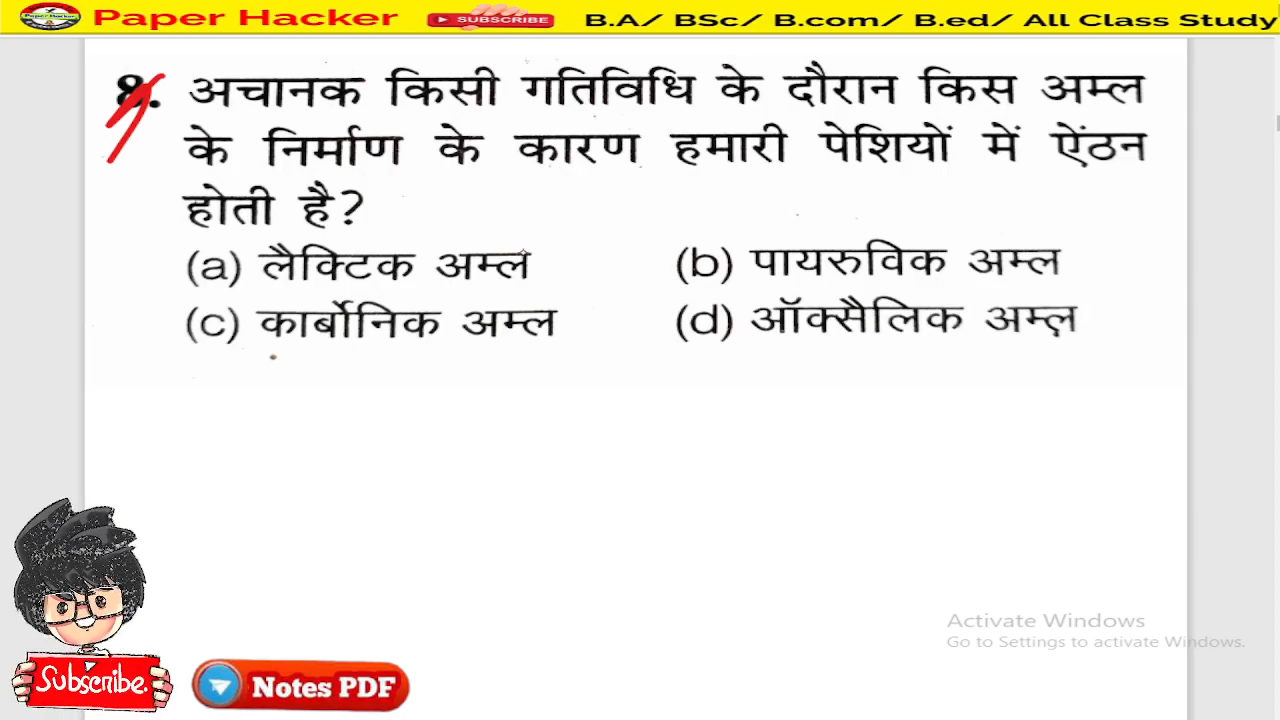 Paper Hacker
SUBSCRIBE
B.A/ BSc/ B.com/ B.ed/ All Class Study
8. अचानक किसी गतिविधि के दौरान किस अम्ल
के निर्माण के कारण हमारी पेशियों में ऐंठन
होती है?
(a) लैक्टिक अम्ल (b) पायरुविक अम्ल
(c) कार्बोनिक अम्ल (d) ऑक्सैलिक अम्ल
Activate Windows
Go to Settings to activate Windows.
Subscribe.
Notes PDF